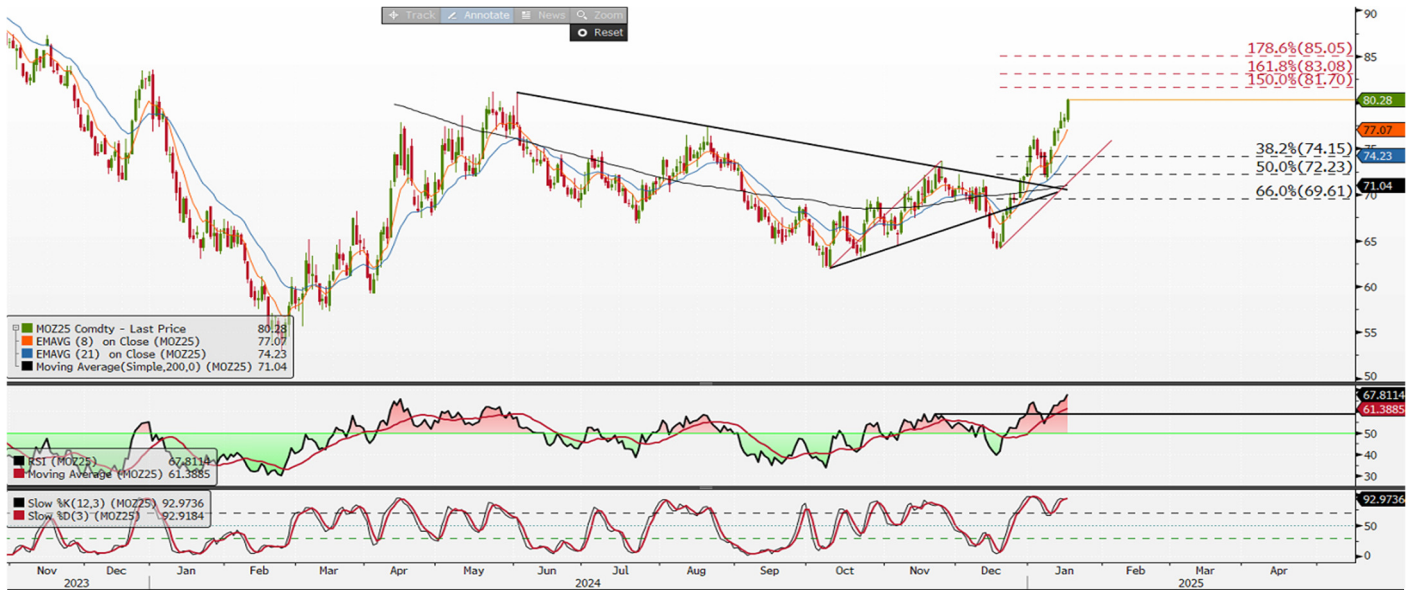 Track Annotate News Zoom
Reset
90
178.6%(85.05)
85
161.8%(83.08)
150.0%(81.70)
80.28
77.07
38.2%(74.15)
74.23
50.0%(72.23)
71.04
70
66.0%(69.61)
65
60
55
50
MOZ25 Comdty - Last Price 80.28
EMAVG (8) on Close (MOZ25) 77.07
EMAVG (21) on Close (MOZ25) 74.23
Moving Average(Simple,200,0) (MOZ25) 71.04
67.8114
61.3885
50
40
30
RSI (MOZ25) 67.8114
Moving Average (MOZ25) 61.3885
Slow %K(12,3) (MOZ25) 92.9736
Slow %D(3) (MOZ25) 92.9184
92.9736
50
0
Nov Dec Jan Feb Mar Apr May Jun Jul Aug Sep Oct Nov Dec Jan Feb Mar Apr
2023 2024 2025